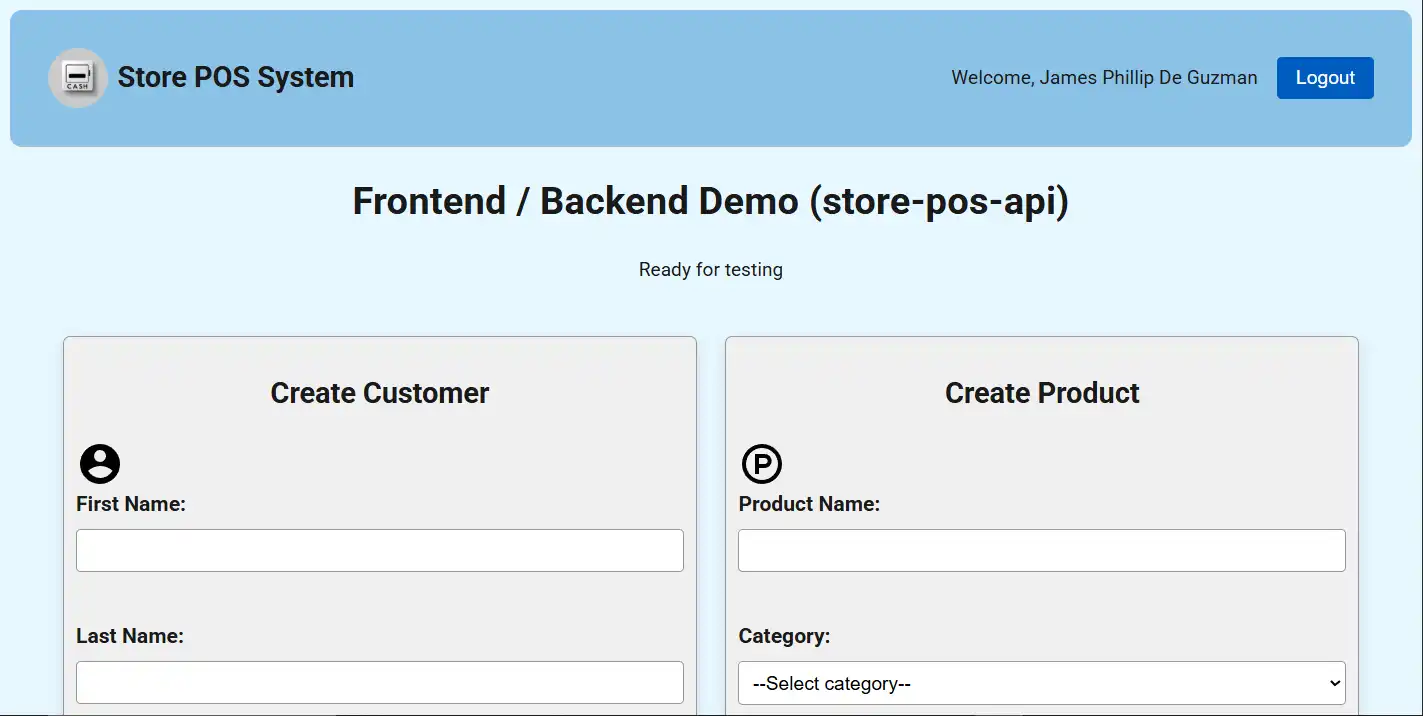 CASH
Store POS System
Welcome, James Phillip De Guzman
Logout
Frontend / Backend Demo (store-pos-api)
Ready for testing
Create Customer
First Name:
Last Name:
Create Product
P
Product Name:
Category:
--Select category--